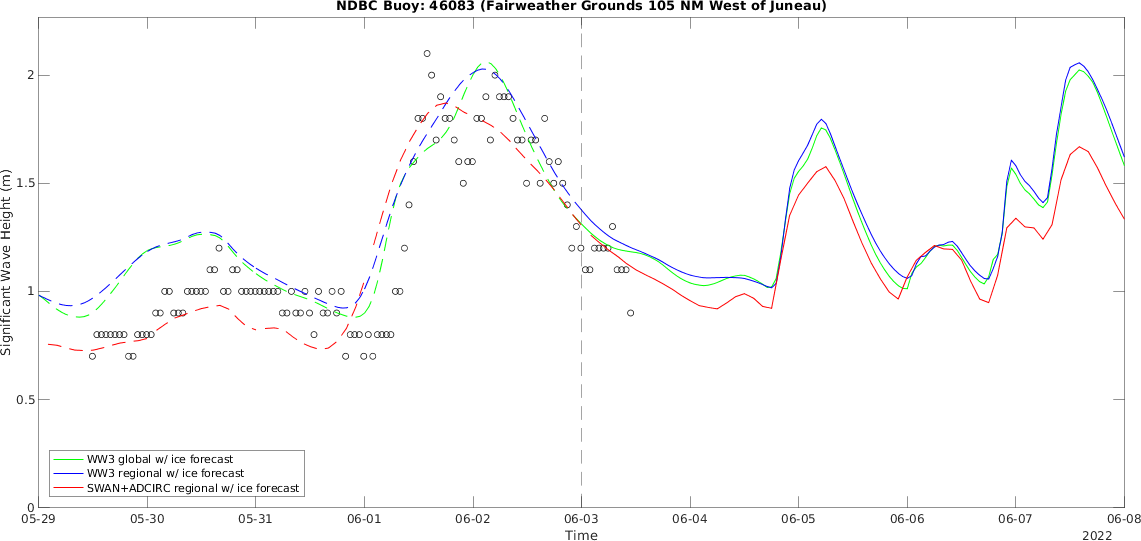 NDBC Buoy: 46083 (Fairweather Grounds 105 NM West of Juneau)
Significant Wave Height (m)
2
1.5
1
0.5
0
WW3 global w/ ice forecast
WW3 regional w/ ice forecast
SWAN+ADCIRC regional w/ ice forecast
05-29 05-30 05-31 06-01 06-02 06-03 06-04 06-05 06-06 06-07 06-08
Time
2022